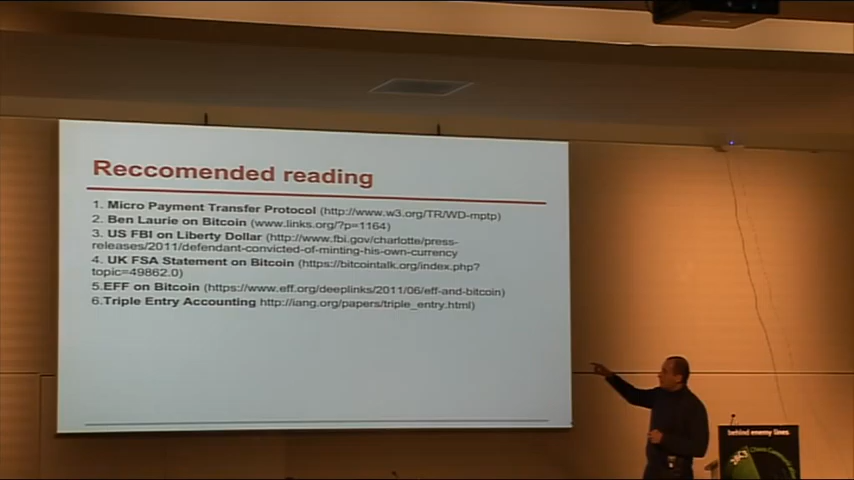 Reccomended reading
1. Micro Payment Transfer Protocol (http://www.w3.org/TR/WD-mptp)
2. Ben Laurie on Bitcoin (www.links.org/?p=1164)
3. US FBI on Liberty Dollar (http://www.fbi.gov/charlotte/press-
releases/2011/defendant-convicted-of-minting-his-own-currency
4. UK FSA Statement on Bitcoin (https://bitcointalk.org/index.php?
topic=49862.0)
5.EFF on Bitcoin (https://www.eff.org/deeplinks/2011/06/eff-and-bitcoin)
6.Triple Entry Accounting http://iang.org/papers/triple_entry.html)
behind enemy lines